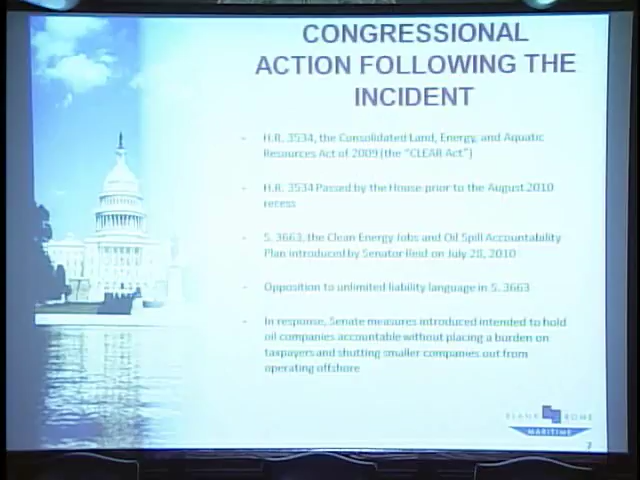 CONGRESSIONAL
ACTION FOLLOWING THE
INCIDENT
- H.R. 3534, the Consolidated Land, Energy, and Aquatic
Resources Act of 2009 (the "CLEAR Act")
- H.R. 3534 Passed by the House prior to the August 2010
recess
- S. 3663, the Clean Energy Jobs and Oil Spill Accountability
Plan introduced by Senator Reid on July 28, 2010
- Opposition to unlimited liability language in S. 3663
- In response, Senate measures introduced intended to hold
oil companies accountable without placing a burden on
taxpayers and shutting smaller companies out from
operating offshore
BLANK ROME
MARITIME
7